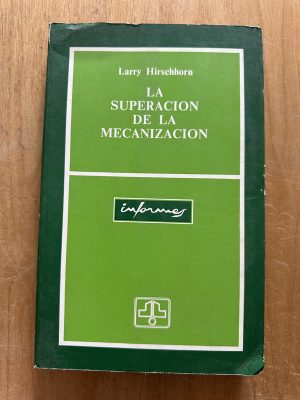 Larry Hirschhorn
LA
SUPERACION
DE LA
MECANIZACION
informes